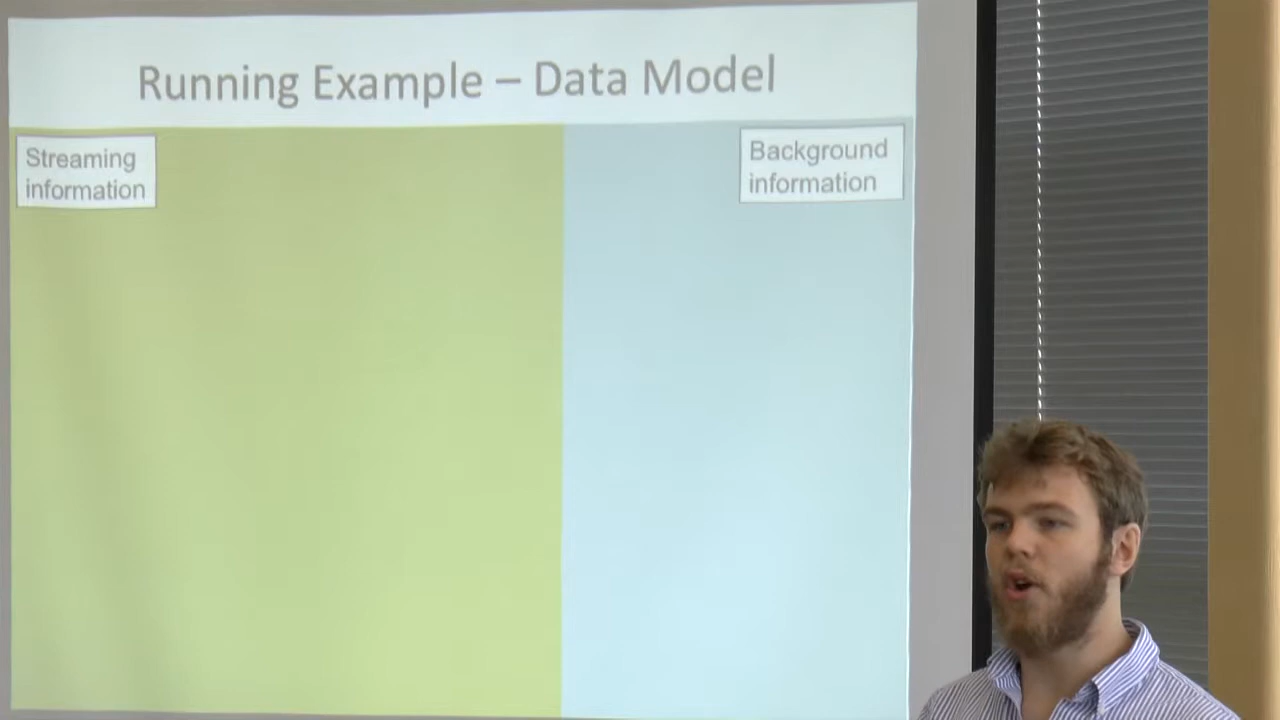 Running Example – Data Model
Streaming
information
Background
information